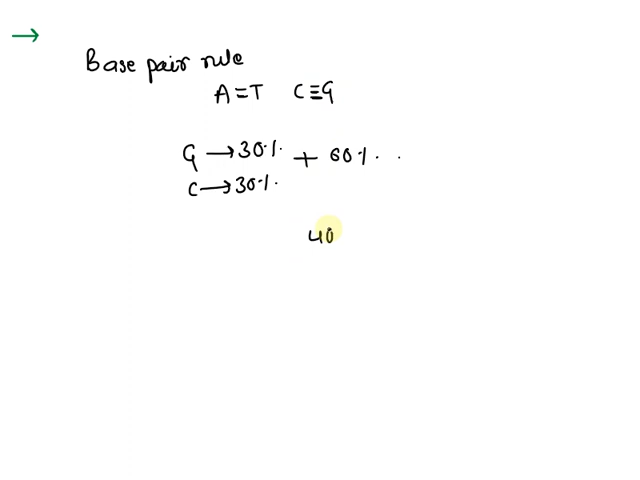 →
Base pair rule
A=T C≡G
G → 30%. + 60%. .
C → 30%.
40